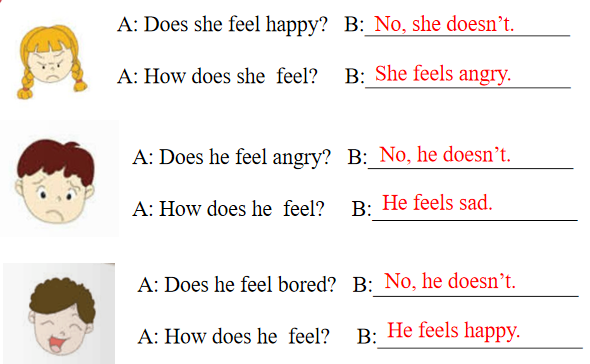 A: Does she feel happy? B: No, she doesn't.
A: How does she feel? B: She feels angry.
A: Does he feel angry? B: No, he doesn't.
A: How does he feel? B: He feels sad.
A: Does he feel bored? B: No, he doesn't.
A: How does he feel? B: He feels happy.